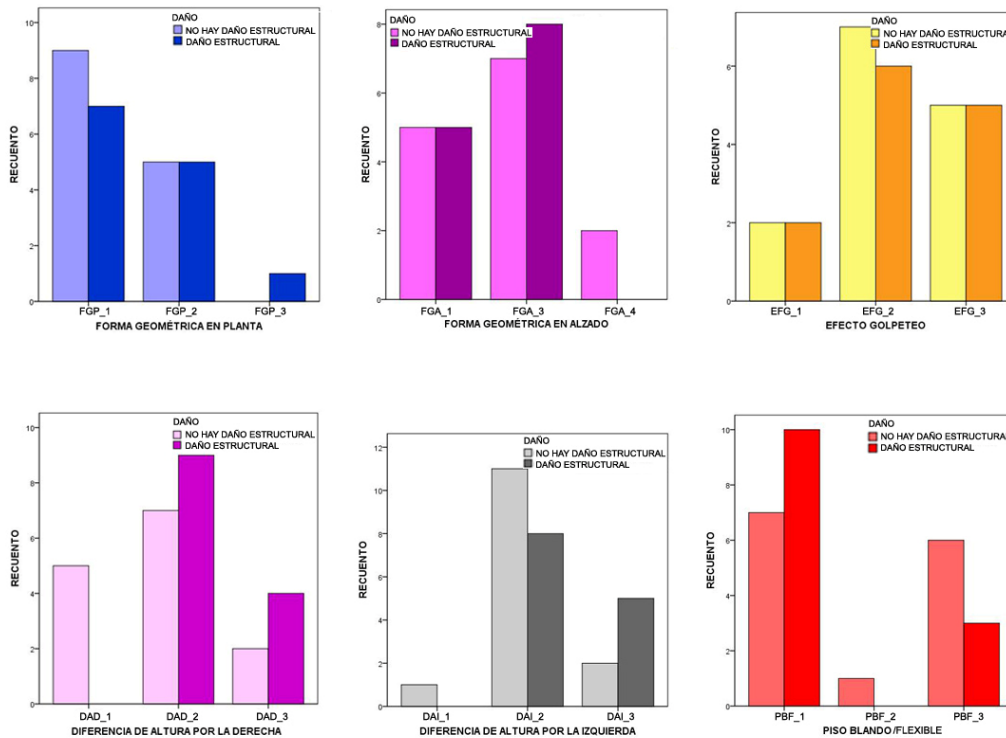 DAÑO
NO HAY DAÑO ESTRUCTURAL
DAÑO ESTRUCTURAL
RECUENTO
10
8
6
4
2
0
FGP_1 FGP_2 FGP_3
FORMA GEOMÉTRICA EN PLANTA
DAÑO
NO HAY DAÑO ESTRUCTURAL
DAÑO ESTRUCTURAL
RECUENTO
8
6
4
2
0
FGA_1 FGA_3 FGA_4
FORMA GEOMÉTRICA EN ALZADO
DAÑO
NO HAY DAÑO ESTRUCTURAL
DAÑO ESTRUCTURAL
RECUENTO
6
4
2
0
EFG_1 EFG_2 EFG_3
EFECTO GOLPETEO
DAÑO
NO HAY DAÑO ESTRUCTURAL
DAÑO ESTRUCTURAL
RECUENTO
10
8
6
4
2
0
DAD_1 DAD_2 DAD_3
DIFERENCIA DE ALTURA POR LA DERECHA
DAÑO
NO HAY DAÑO ESTRUCTURAL
DAÑO ESTRUCTURAL
RECUENTO
12
10
8
6
4
2
0
DAI_1 DAI_2 DAI_3
DIFERENCIA DE ALTURA POR LA IZQUIERDA
DAÑO
NO HAY DAÑO ESTRUCTURAL
DAÑO ESTRUCTURAL
RECUENTO
10
8
6
4
2
0
PBF_1 PBF_2 PBF_3
PISO BLANDO/FLEXIBLE